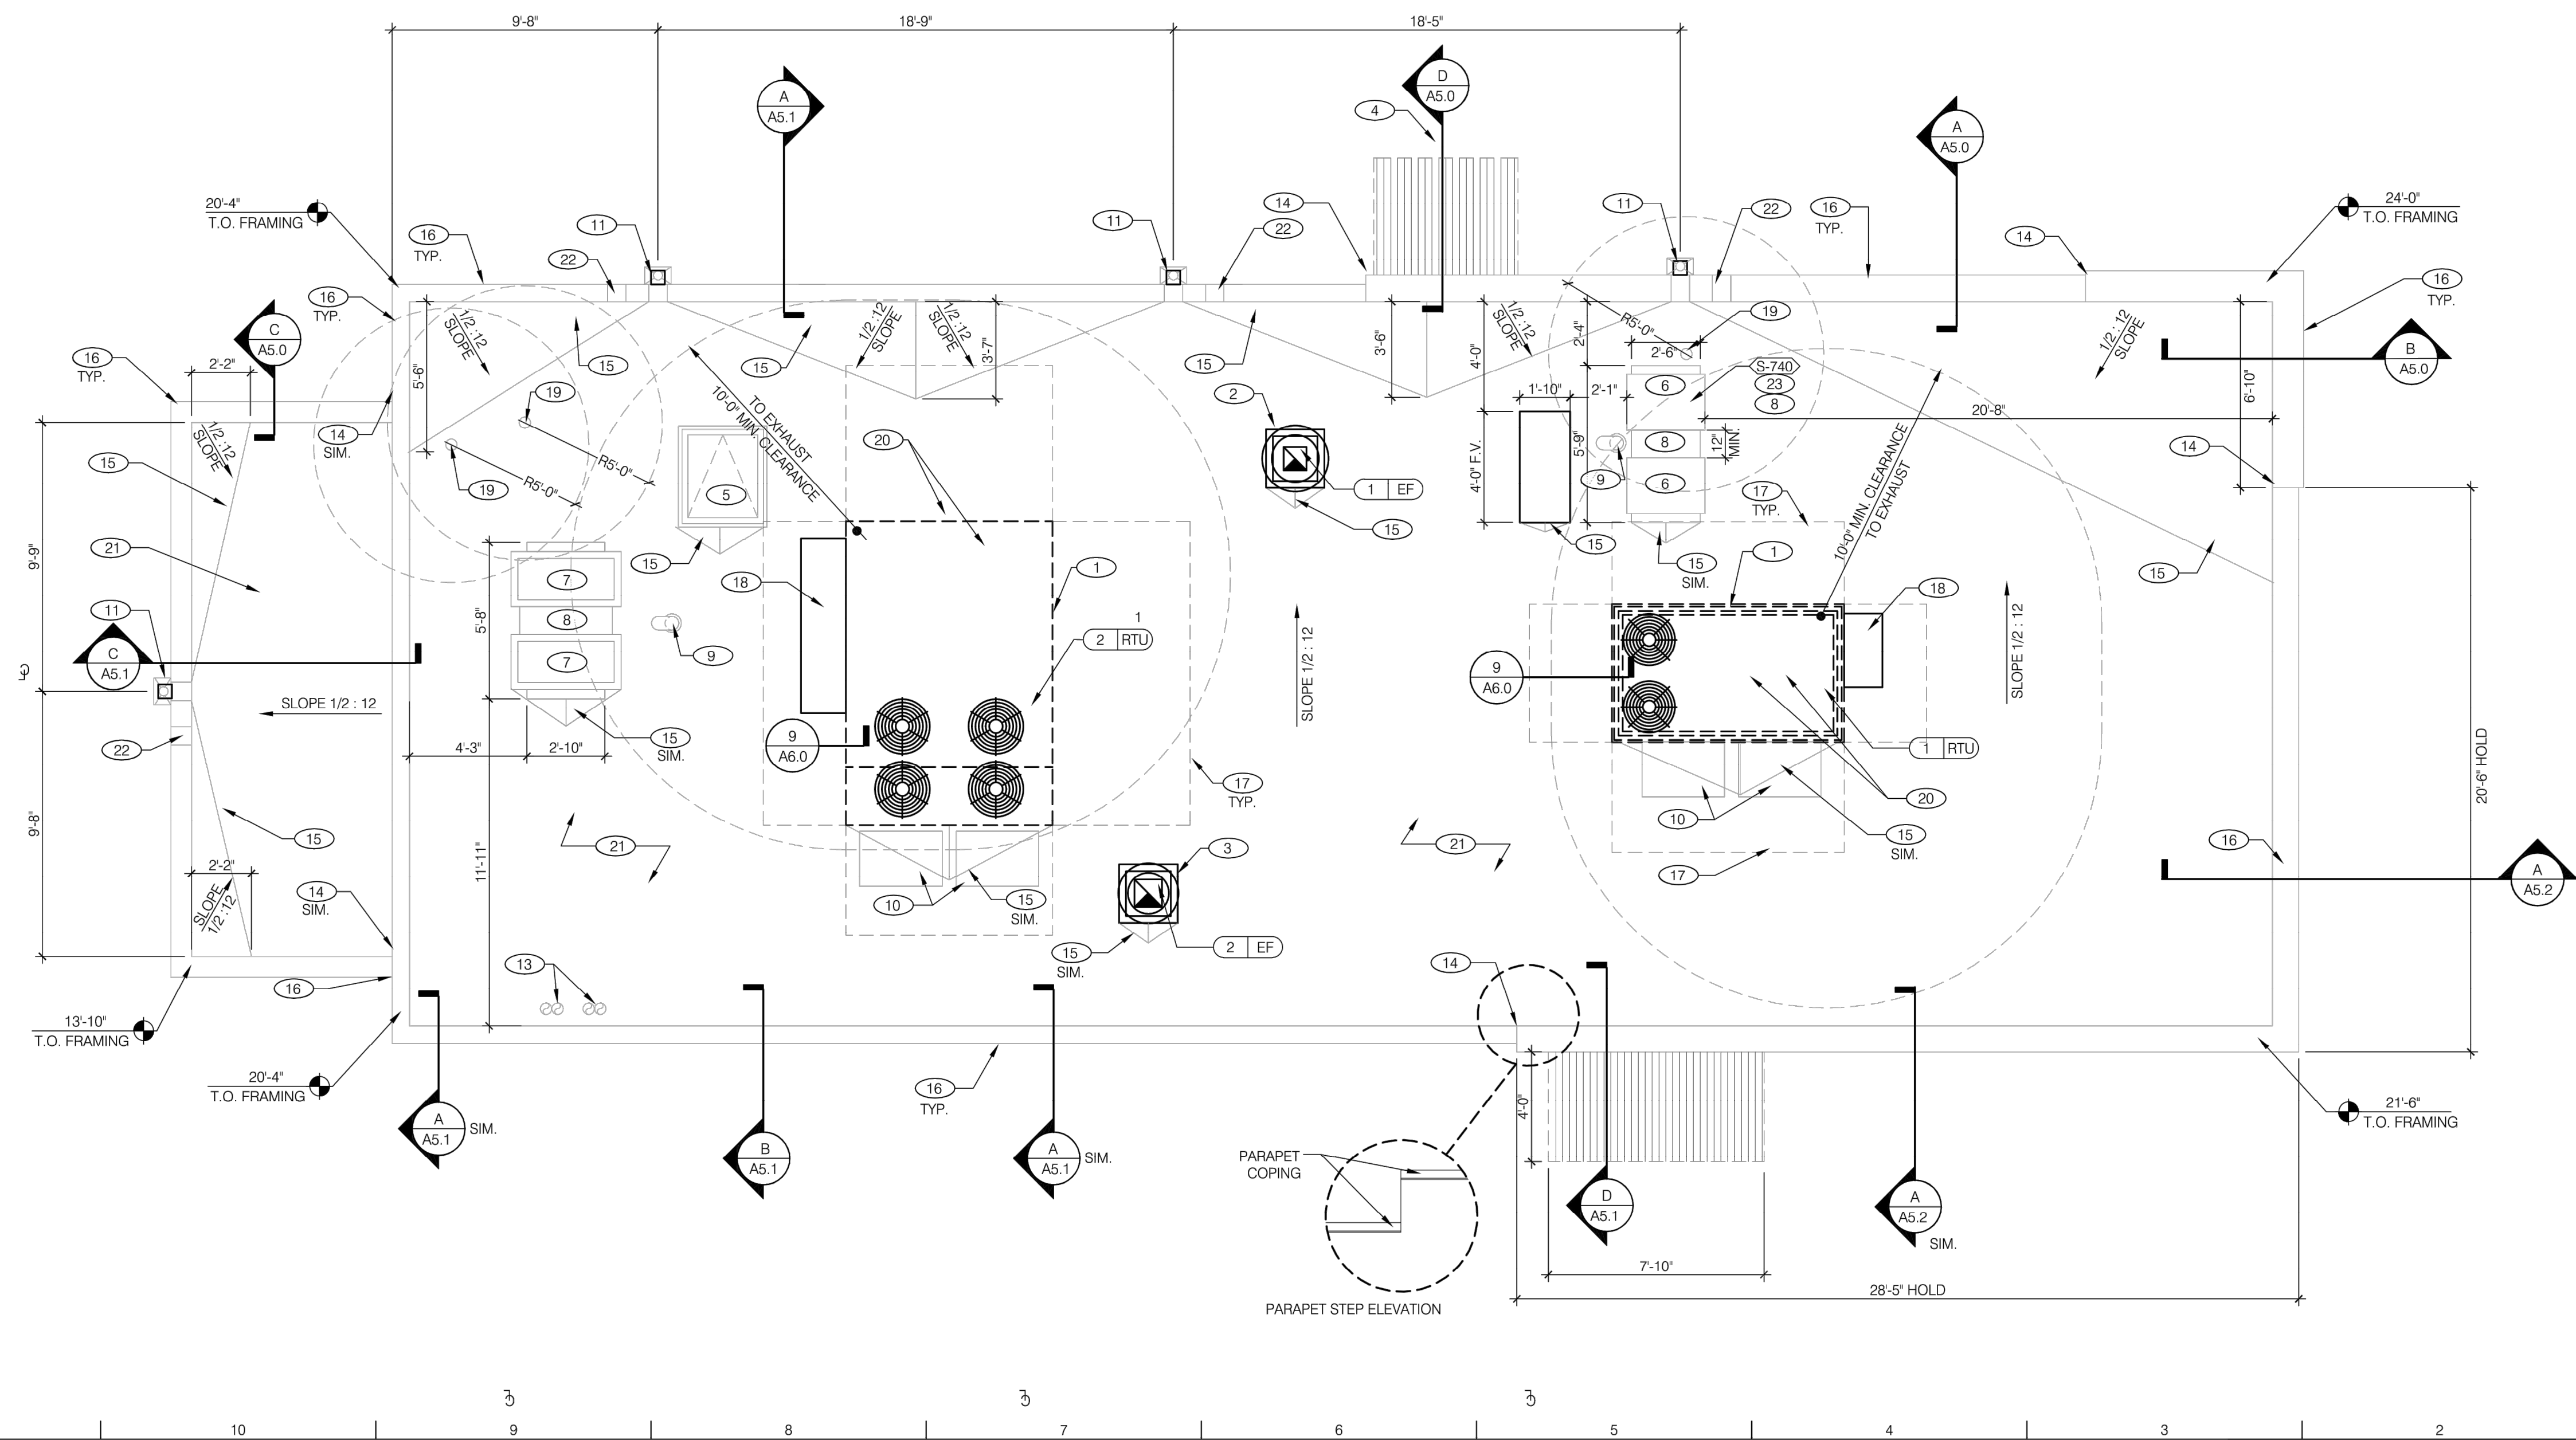 9'-8"
18'-9"
18'-5"
A
A5.1
D
A5.0
4
A
A5.0
20'-4"
T.O. FRAMING
16
TYP.
11
22
11
14
22
11
22
16
TYP.
14
24'-0"
T.O. FRAMING
16
TYP.
16
TYP.
C
A5.0
16
TYP.
2'-2"
5'-6"
1/2 :12
SLOPE
15
15
1/2 :12
SLOPE
1/2 :12
SLOPE
3'-7"
15
3'-6"
4'-0"
1/2 :12
SLOPE
R5'-0"
2'-4"
19
2'-6"
1/2 : 12
SLOPE
B
A5.0
6'-10"
S-740
23
8
6
20'-8"
1'-10"
2'-1"
2
19
14
SIM.
1/2 :12
SLOPE
15
R5'-0"
19
R5'-0"
5
TO EXHAUST
10'-0" MIN. CLEARANCE
20
1
EF
15
4'-0" F.V.
5'-9"
8
12"
MIN.
9
6
17
TYP.
10'-0" MIN. CLEARANCE
TO EXHAUST
14
15
15
SIM.
1
15
21
9'-9"
11
C
A5.1
5'-8"
7
8
7
15
18
1
9
1
2
RTU
SLOPE 1/2 : 12
9
A6.0
18
SLOPE 1/2 : 12
20'-6" HOLD
SLOPE 1/2 : 12
22
4'-3"
2'-10"
15
SIM.
9
A6.0
17
TYP.
1
RTU
20
10
15
SIM.
9'-8"
15
21
11'-11"
21
3
17
16
A
A5.2
2'-2"
SLOPE
1/2 :12
14
SIM.
10
15
SIM.
2
EF
15
SIM.
13
14
16
13'-10"
T.O. FRAMING
20'-4"
T.O. FRAMING
16
TYP.
4'-0"
21'-6"
T.O. FRAMING
A
A5.1
SIM.
B
A5.1
A
A5.1
SIM.
PARAPET
COPING
D
A5.1
A
A5.2
SIM.
7'-10"
28'-5" HOLD
PARAPET STEP ELEVATION
10
9
8
7
6
5
4
3
2